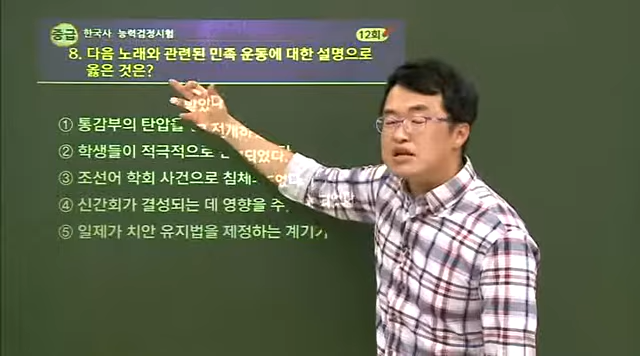 중급 한국사 능력검정시험 12회
8. 다음 노래와 관련된 민족 운동에 대한 설명으로
옳은 것은?
① 통감부의 탄압을
② 학생들이 적극적으로
③ 조선어 학회 사건으로
④ 신간회가 결성되는 데 영향을
⑤ 일제가 치안 유지법을 제정하는 계기가